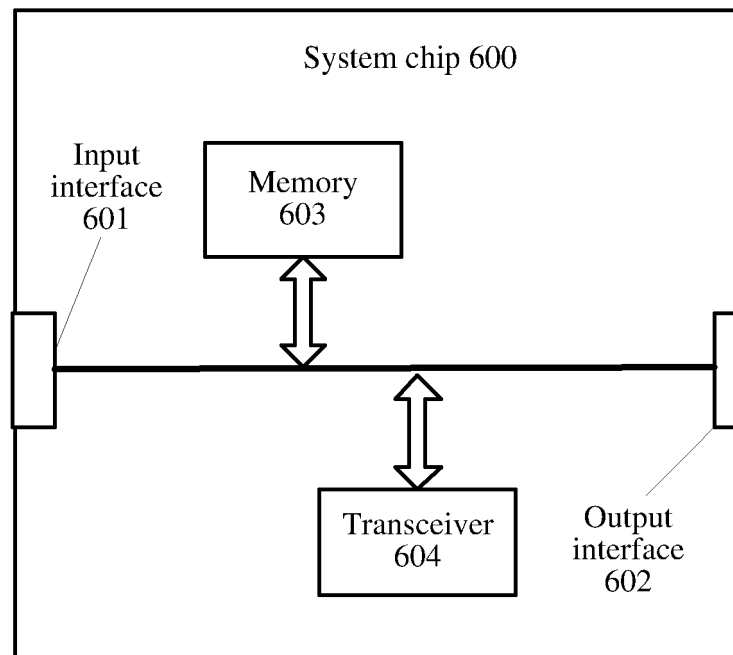 System chip 600
Input
interface
601
Memory
603
Transceiver
604
Output
interface
602